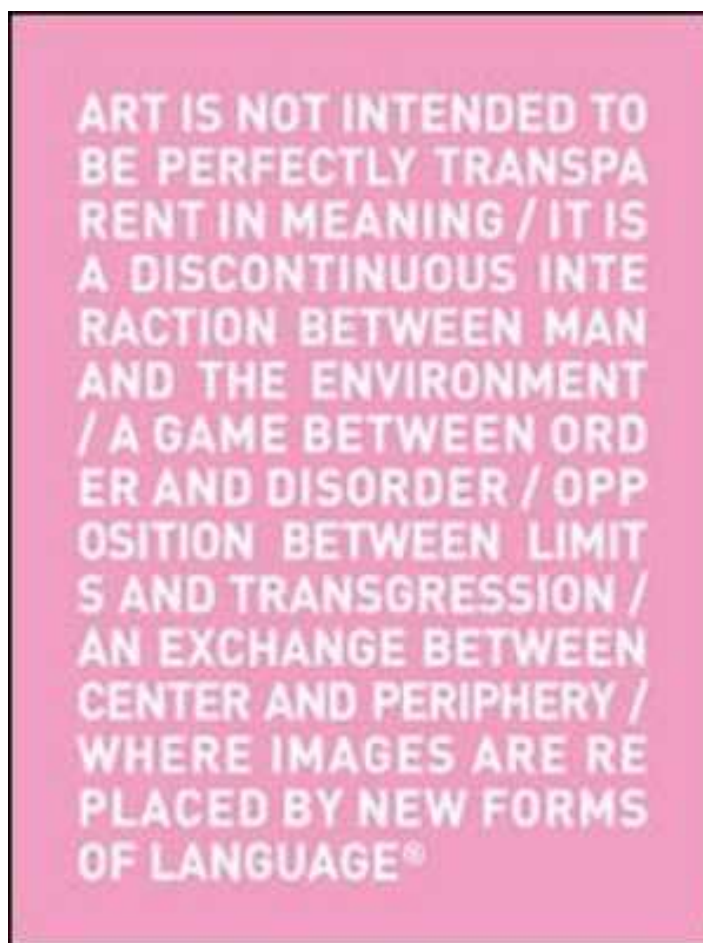 ART IS NOT INTENDED TO
BE PERFECTLY TRANSPA
RENT IN MEANING / IT IS
A DISCONTINUOUS INTE
RACTION BETWEEN MAN
AND THE ENVIRONMENT
/ A GAME BETWEEN ORD
ER AND DISORDER / OPP
OSITION BETWEEN LIMIT
S AND TRANSGRESSION /
AN EXCHANGE BETWEEN
CENTER AND PERIPHERY /
WHERE IMAGES ARE RE
PLACED BY NEW FORMS
OF LANGUAGE®